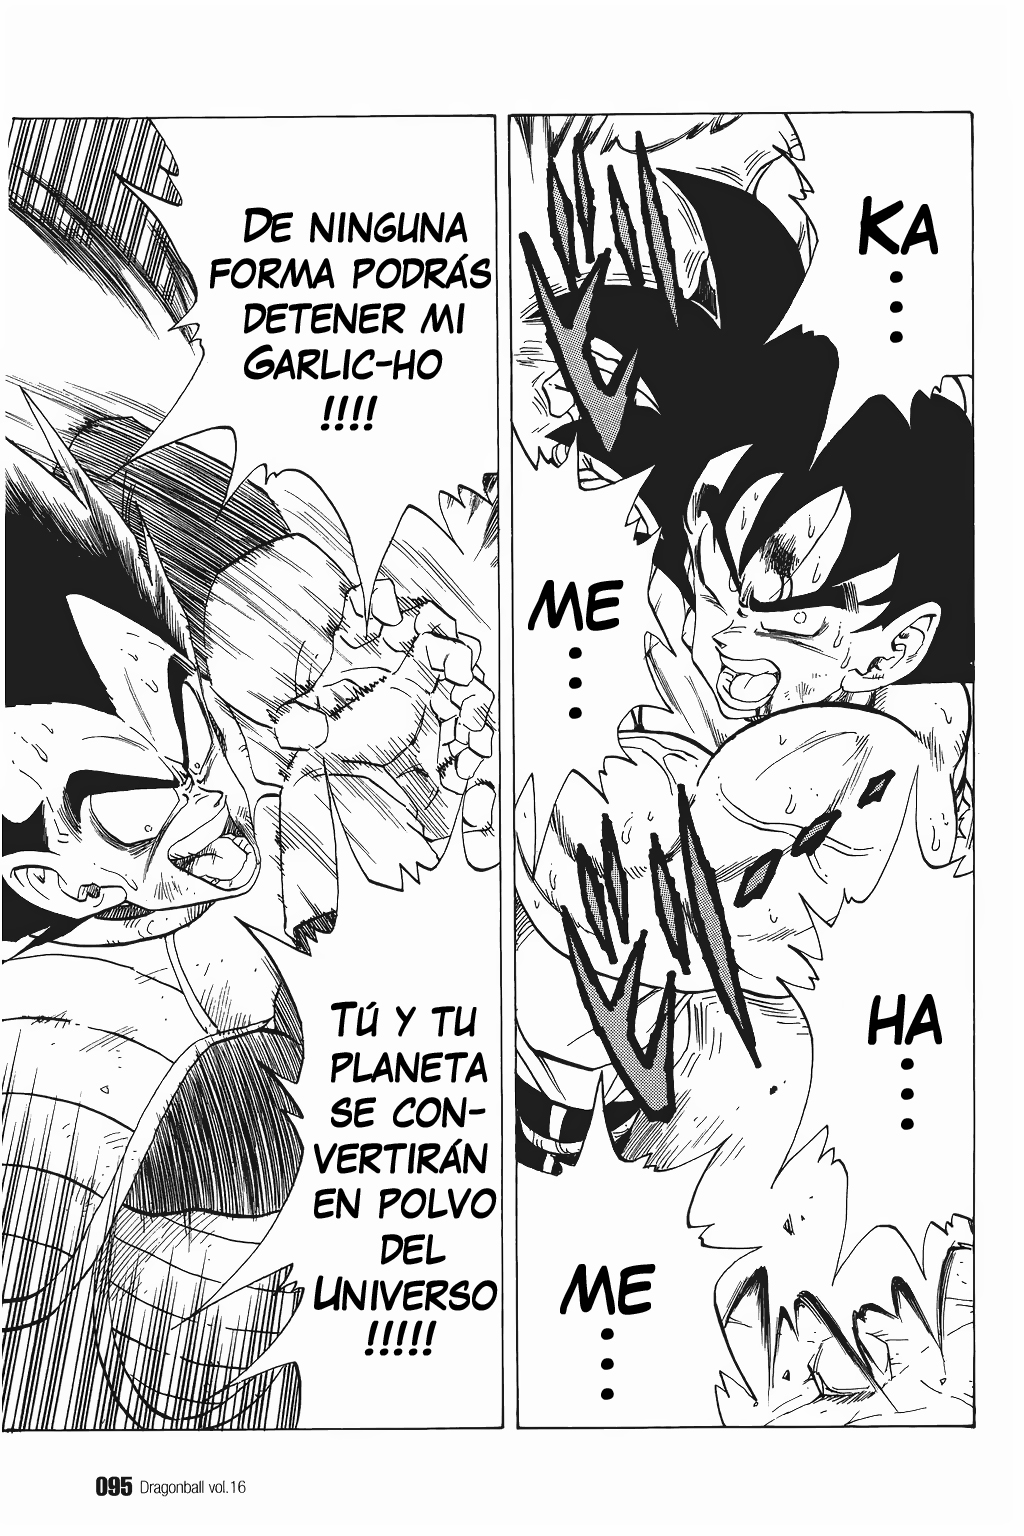 KA
...
ME
...
HA
...
ME
...
DE NINGUNA
FORMA PODRÁS
DETENER MI
GARLIC-HO
!!!!
TÚ Y TU
PLANETA
SE CON-
VERTIRÁN
EN POLVO
DEL
UNIVERSO
!!!!!
095 Dragonball vol.16